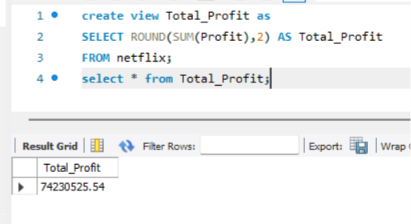 1 create view Total_Profit as
2 SELECT ROUND(SUM(Profit),2) AS Total_Profit
3 FROM netflix;
4 select * from Total_Profit;
Result Grid Filter Rows: Export: Wrap
Total_Profit
74230525.54